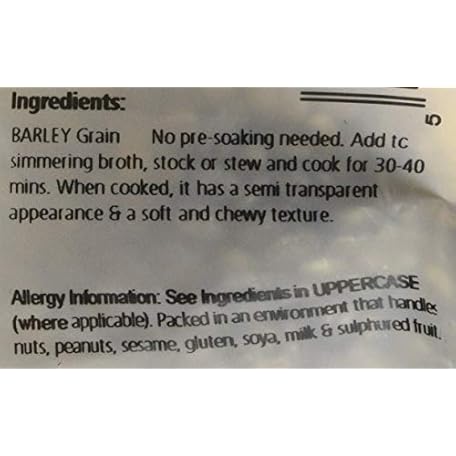 Ingredients:
5
BARLEY Grain No pre-soaking needed. Add tc
simmering broth, stock or stew and cook for 30-40
mins. When cooked, it has a semi transparent
appearance & a soft and chewy texture.
Allergy Information: See Ingredients in UPPERCASE
(where applicable). Packed in an environment that handles
nuts, peanuts, sesame, gluten, soya, milk & sulphured fruit.